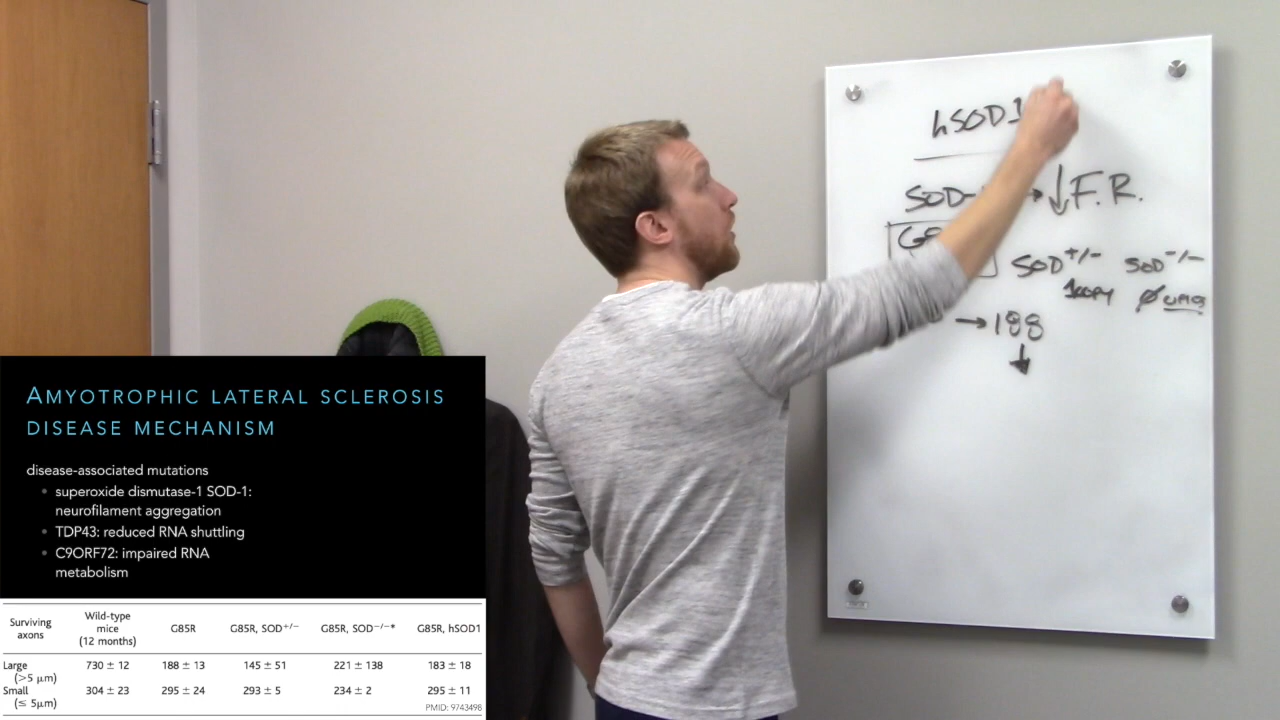 hSOD1
SOD-
↓F.R.
SOD+/- SOD-/-
1copy Ø
→188
↓
AMYOTROPHIC LATERAL SCLEROSIS
DISEASE MECHANISM
disease-associated mutations
• superoxide dismutase-1 SOD-1:
neurofilament aggregation
• TDP43: reduced RNA shuttling
• C9ORF72: impaired RNA
metabolism
Surviving axons Wild-type mice (12 months) G85R G85R, SOD+/− G85R, SOD−/−* G85R, hSOD1
Large (>5 μm) 730 ± 12 188 ± 13 145 ± 51 221 ± 138 183 ± 18
Small (≤ 5μm) 304 ± 23 295 ± 24 293 ± 5 234 ± 2 295 ± 11
PMID: 9743498